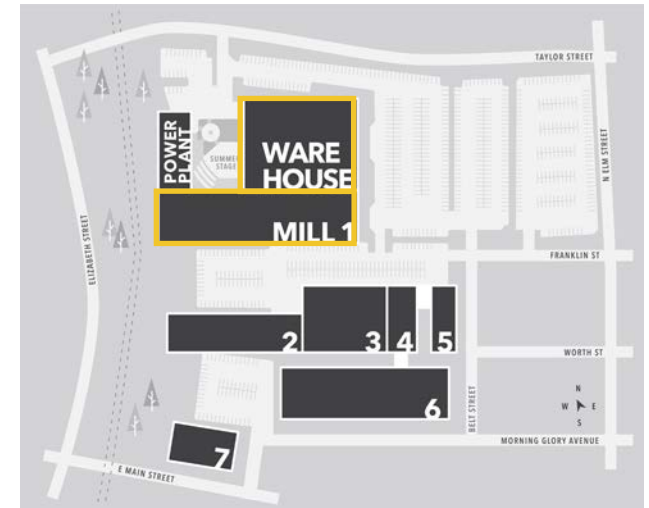 TAYLOR STREET
N ELM STREET
POWER
PLANT
SUMMER
STAGE
WARE
HOUSE
MILL 1
ELIZABETH STREET
FRANKLIN ST
2
3
4
5
WORTH ST
6
BELT STREET
N
W E
S
7
MORNING GLORY AVENUE
E MAIN STREET